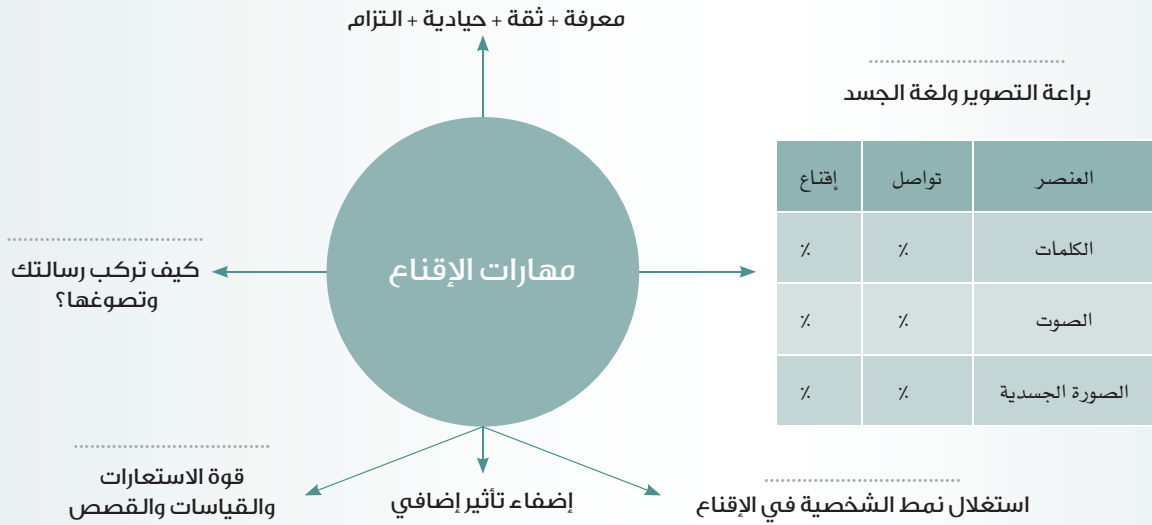 معرفة + ثقة + حيادية + التزام
براعة التصوير ولغة الجسد
العنصر تواصل إقناع
الكلمات ٪ ٪
الصوت ٪ ٪
الصورة الجسدية ٪ ٪
مهارات الإقناع
كيف تركب رسالتك
وتصوغها؟
استغلال نمط الشخصية في الإقناع
إضفاء تأثير إضافي
قوة الاستعارات
والقياسات والقصص